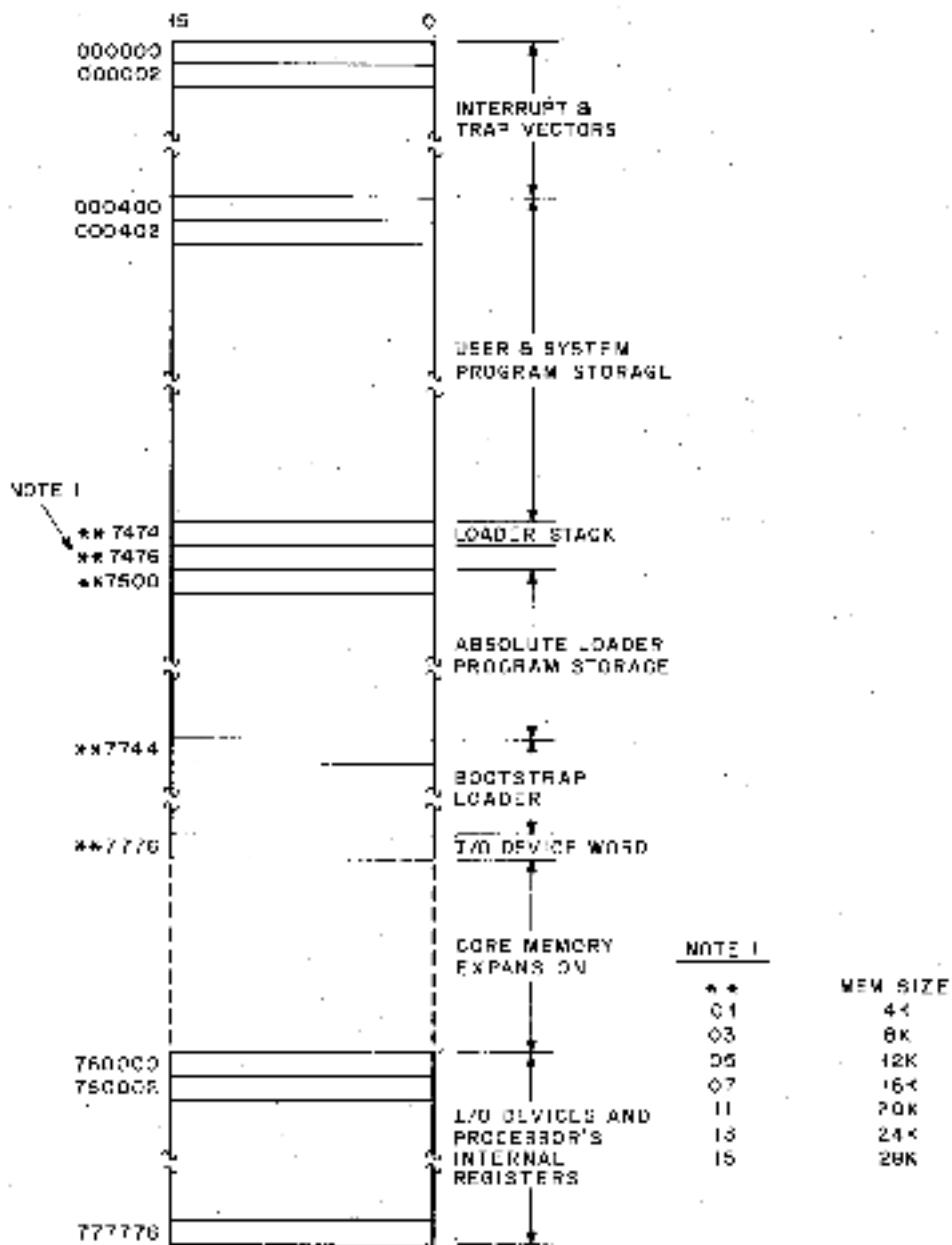 15 0
000000
000002
INTERRUPT &
TRAP VECTORS
000400
000402
USER & SYSTEM
PROGRAM STORAGE
NOTE 1
**7474
LOADER STACK
**7476
**7500
ABSOLUTE LOADER
PROGRAM STORAGE
**7744
BOOTSTRAP
LOADER
**7776
I/O DEVICE WORD
CORE MEMORY
EXPANSION
760000
760002
I/O DEVICES AND
PROCESSOR'S
INTERNAL
REGISTERS
777776
NOTE 1
** MEM SIZE
01 4K
03 8K
05 12K
07 16K
11 20K
13 24K
15 28K